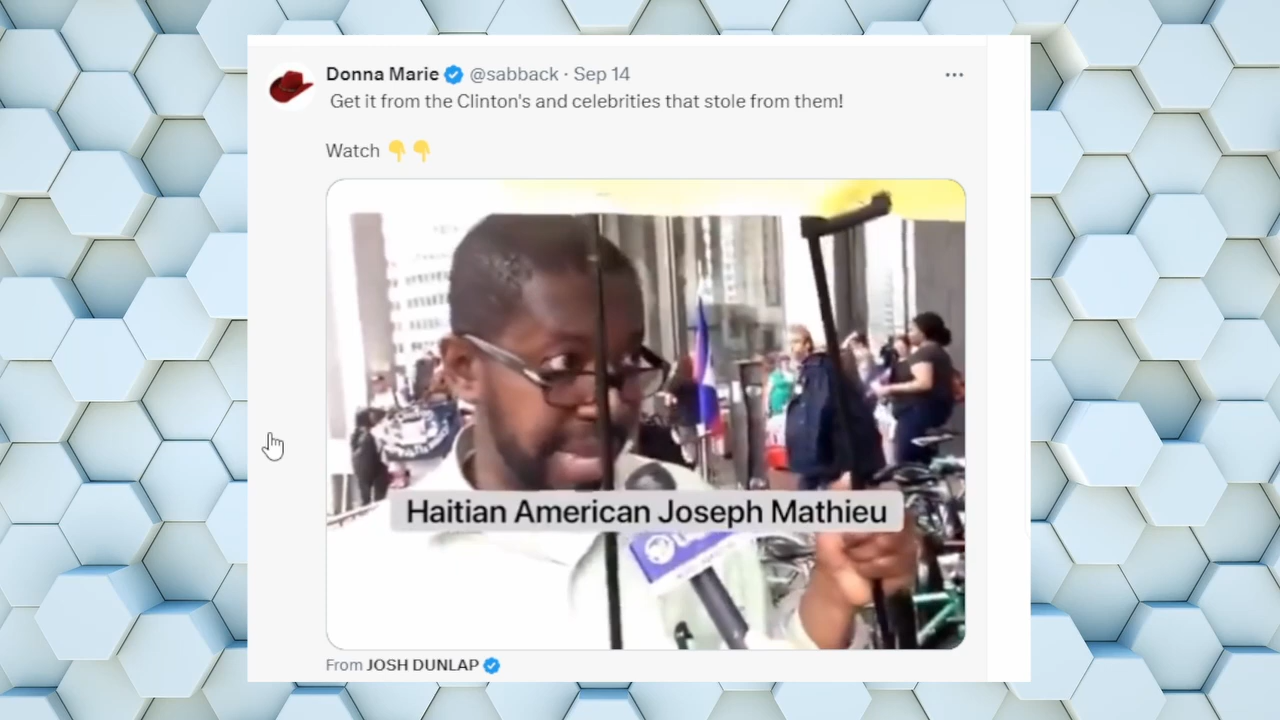 Donna Marie @sabback · Sep 14
Get it from the Clinton's and celebrities that stole from them!
Watch 👇👇
Haitian American Joseph Mathieu
From JOSH DUNLAP